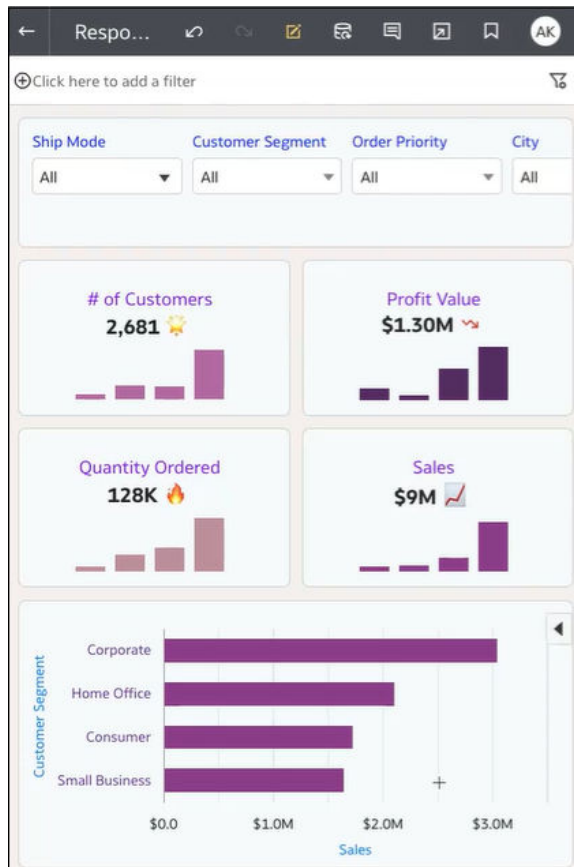 Respo...
AK
Click here to add a filter
Ship Mode Customer Segment Order Priority City
All All All All
# of Customers
2,681
Profit Value
$1.30M
Quantity Ordered
128K
Sales
$9M
Customer Segment
Corporate
Home Office
Consumer
Small Business
$0.0 $1.0M $2.0M $3.0M
Sales